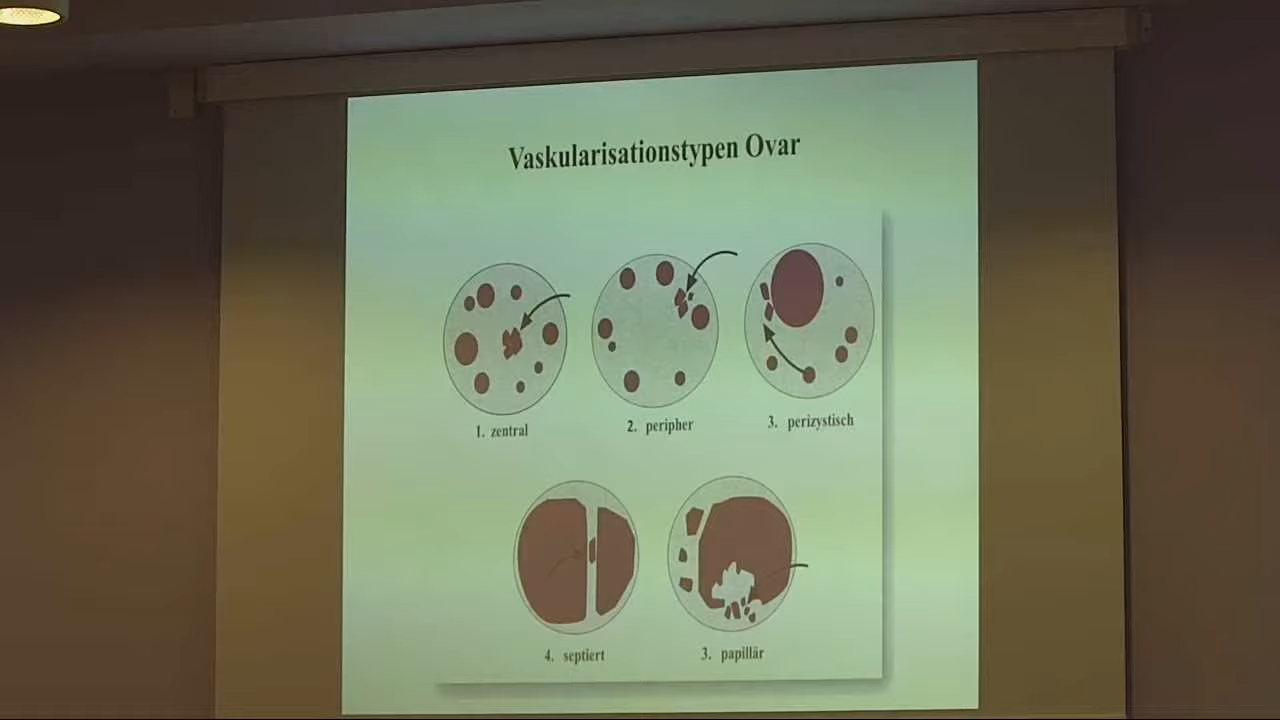 Vaskularisationstypen Ovar
1. zentral
2. peripher
3. perizystisch
4. septiert
3. papillär